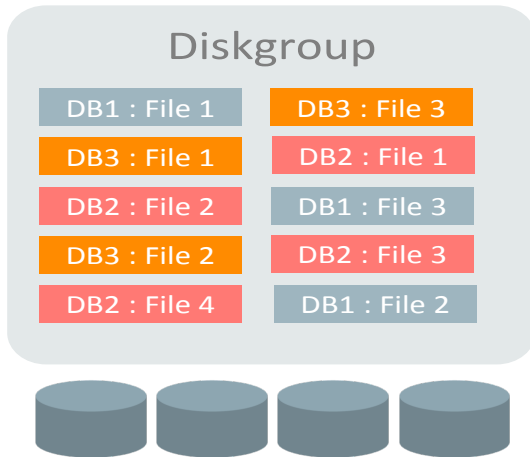 Diskgroup
DB1 : File 1
DB3 : File 3
DB3 : File 1
DB2 : File 1
DB2 : File 2
DB1 : File 3
DB3 : File 2
DB2 : File 3
DB2 : File 4
DB1 : File 2